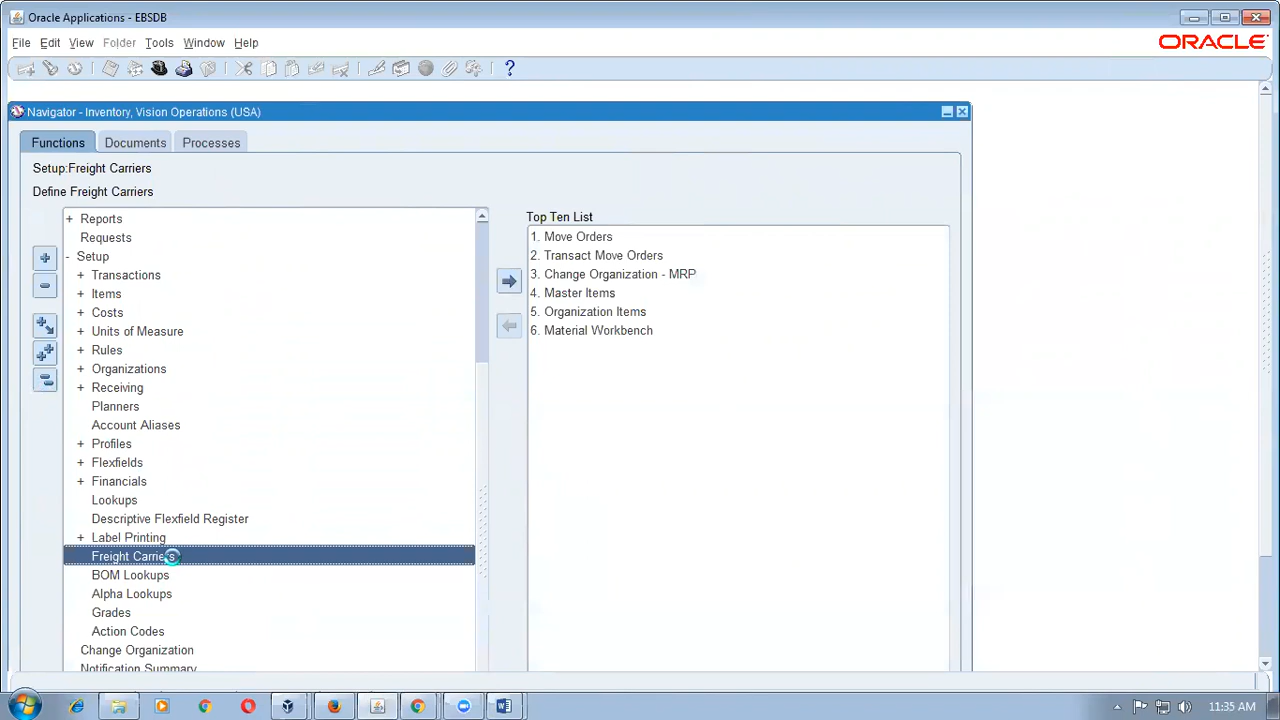 Oracle Applications - EBSDB
File Edit View Folder Tools Window Help
ORACLE
Navigator - Inventory, Vision Operations (USA)
Functions Documents Processes
Setup:Freight Carriers
Define Freight Carriers
+ Reports
Requests
- Setup
+ Transactions
+ Items
+ Costs
+ Units of Measure
+ Rules
+ Organizations
+ Receiving
Planners
Account Aliases
+ Profiles
+ Flexfields
+ Financials
Lookups
Descriptive Flexfield Register
+ Label Printing
Freight Carriers
BOM Lookups
Alpha Lookups
Grades
Action Codes
Change Organization
Notification Summary
Top Ten List
1. Move Orders
2. Transact Move Orders
3. Change Organization - MRP
4. Master Items
5. Organization Items
6. Material Workbench
11:35 AM